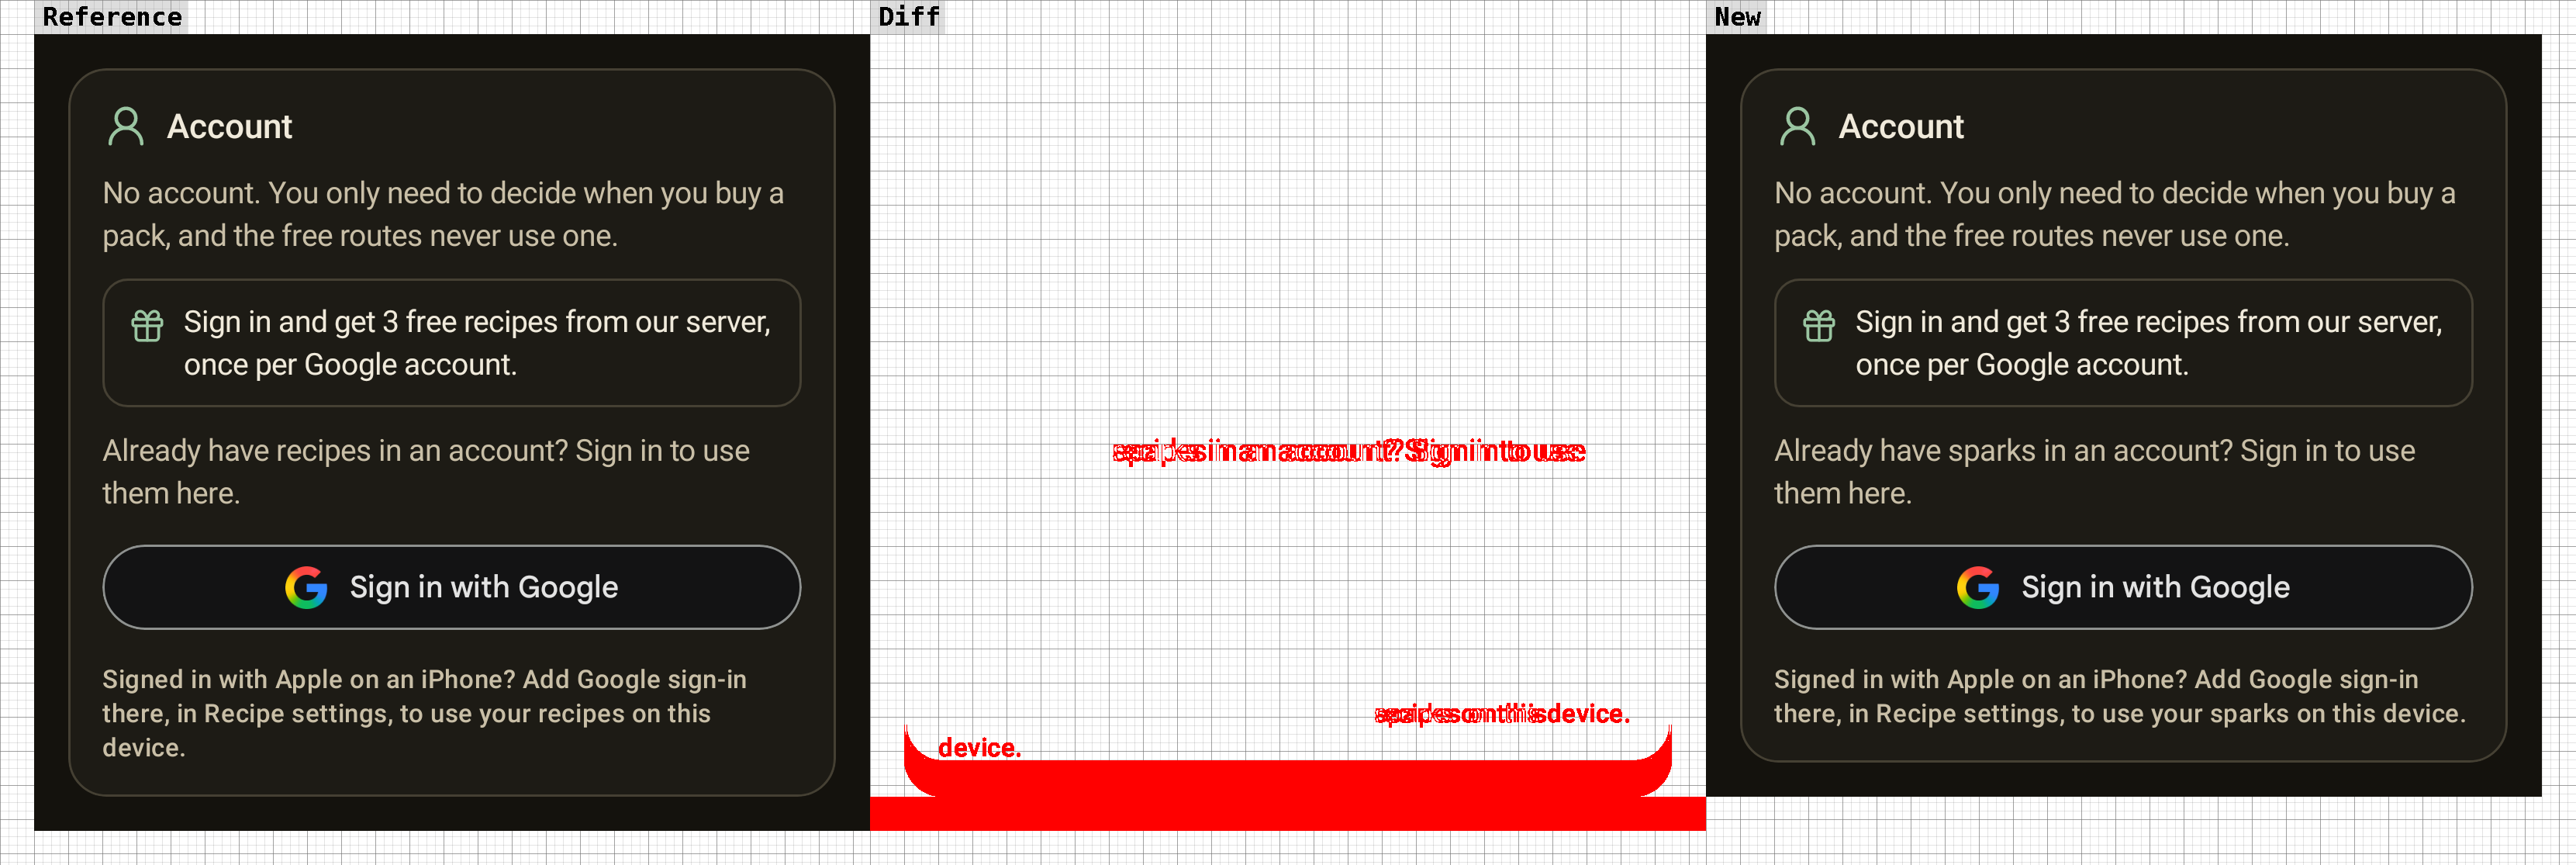 Reference
Account
No account. You only need to decide when you buy a
pack, and the free routes never use one.
Sign in and get 3 free recipes from our server,
once per Google account.
Already have recipes in an account? Sign in to use
them here.
Sign in with Google
Signed in with Apple on an iPhone? Add Google sign-in
there, in Recipe settings, to use your recipes on this
device.
Diff
device.
device.
New
Account
No account. You only need to decide when you buy a
pack, and the free routes never use one.
Sign in and get 3 free recipes from our server,
once per Google account.
Already have sparks in an account? Sign in to use
them here.
Sign in with Google
Signed in with Apple on an iPhone? Add Google sign-in
there, in Recipe settings, to use your sparks on this device.